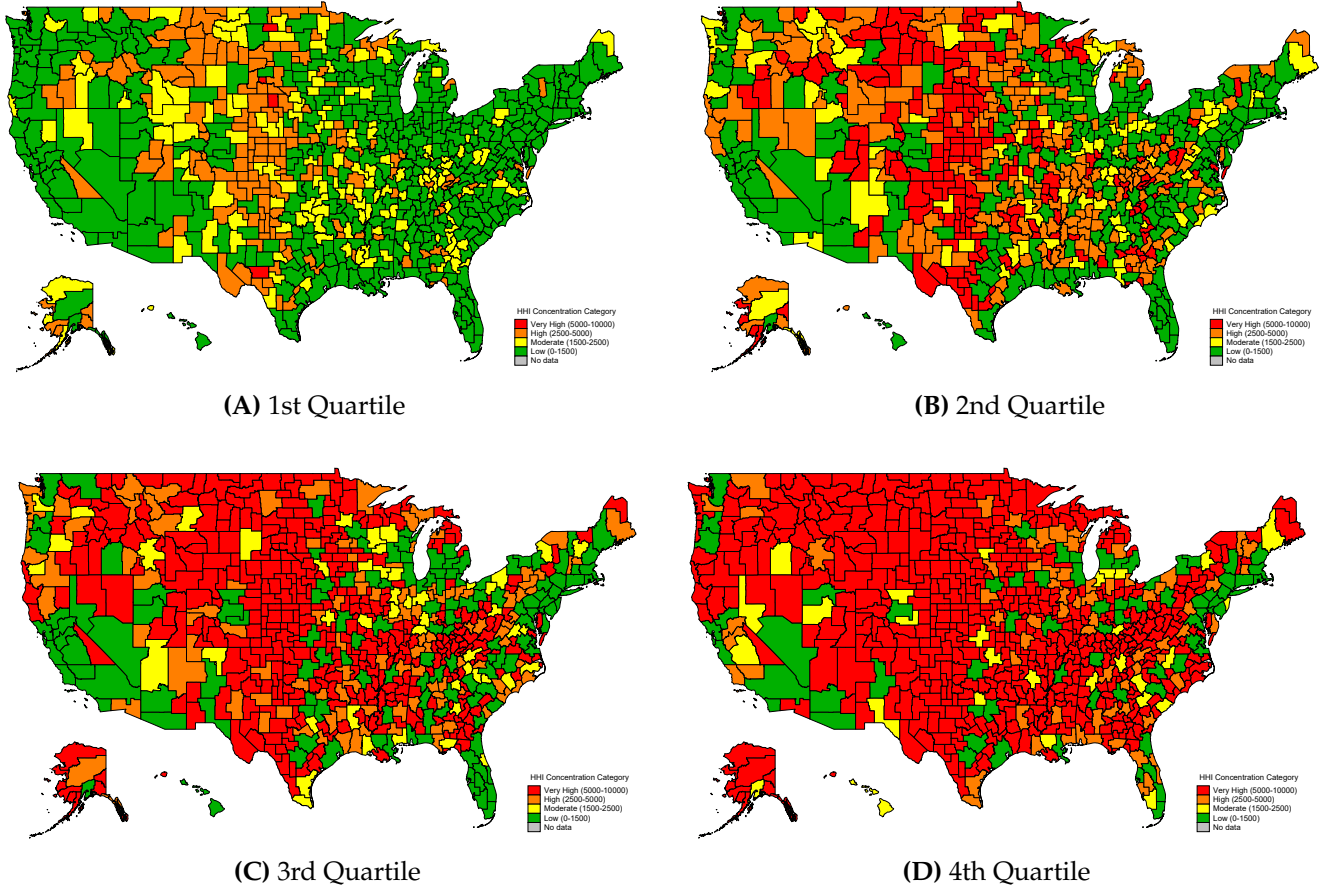 HHI Concentration Category
Very High (5000-10000)
High (2500-5000)
Moderate (1500-2500)
Low (0-1500)
No data
(A) 1st Quartile
HHI Concentration Category
Very High (5000-10000)
High (2500-5000)
Moderate (1500-2500)
Low (0-1500)
No data
(B) 2nd Quartile
HHI Concentration Category
Very High (5000-10000)
High (2500-5000)
Moderate (1500-2500)
Low (0-1500)
No data
(C) 3rd Quartile
HHI Concentration Category
Very High (5000-10000)
High (2500-5000)
Moderate (1500-2500)
Low (0-1500)
No data
(D) 4th Quartile